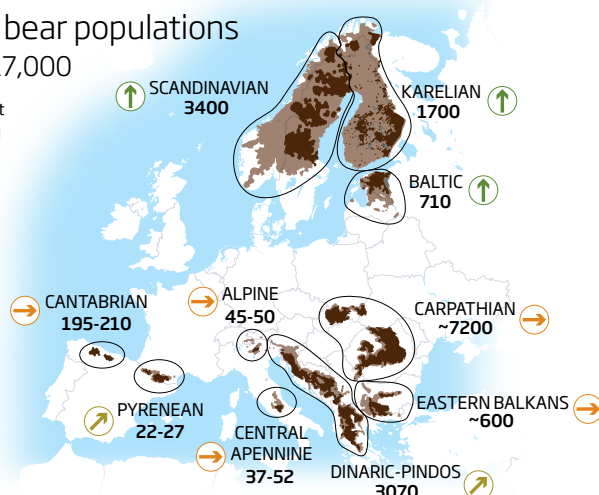 bear populations
7,000
t
SCANDINAVIAN
3400
KARELIAN
1700
BALTIC
710
CANTABRIAN
195-210
ALPINE
45-50
CARPATHIAN
~7200
PYRENEAN
22-27
CENTRAL
APENNINE
37-52
EASTERN BALKANS
~600
DINARIC-PINDOS
3070